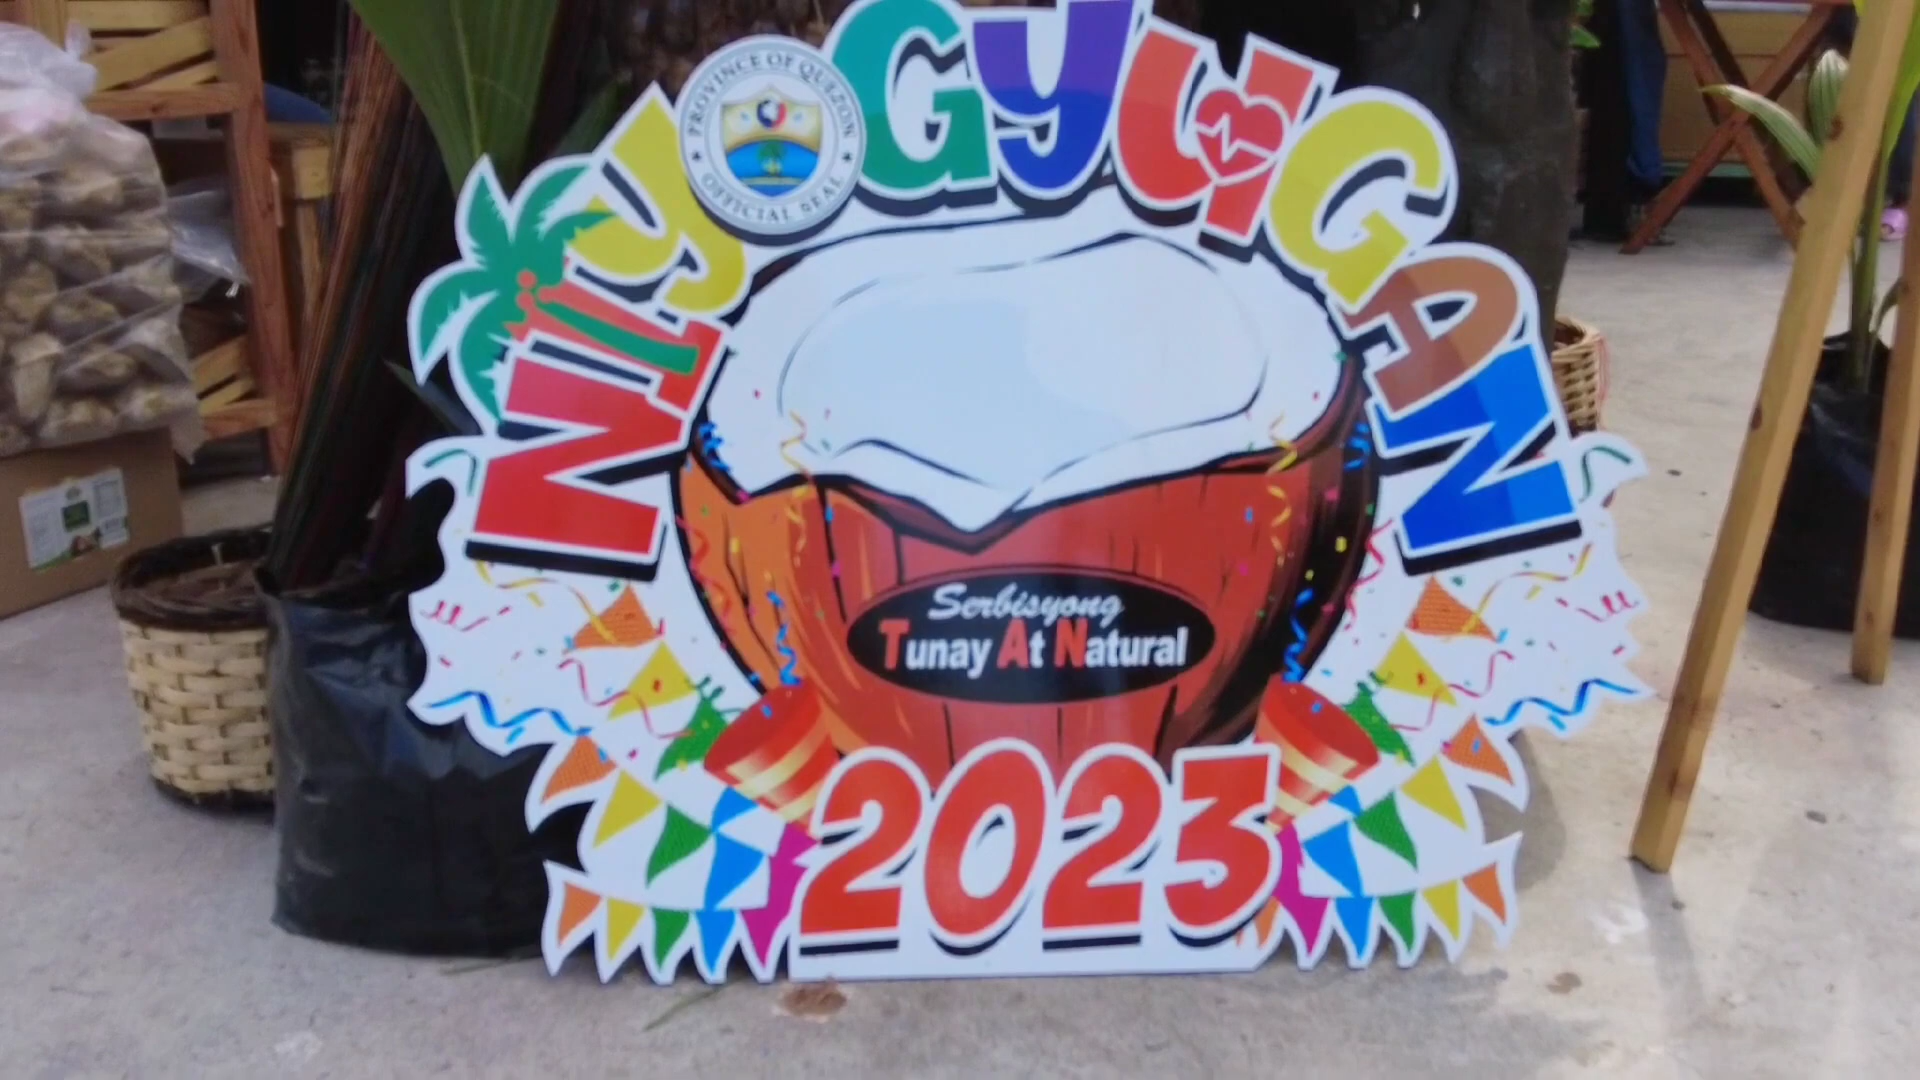 NIYOGYUGAN
PROVINCE OF QUEZON
OFFICIAL SEAL
Serbisyong
Tunay At Natural
2023